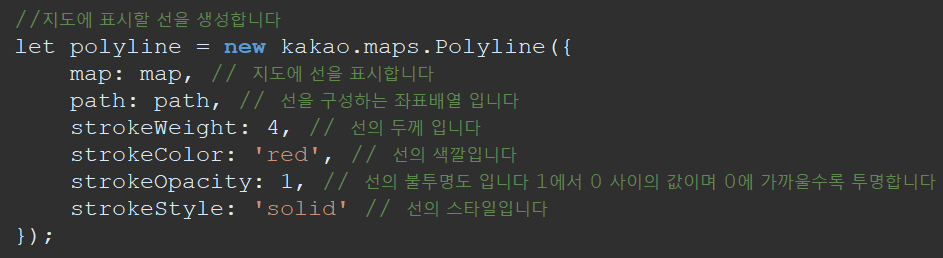 //지도에 표시할 선을 생성합니다
let polyline = new kakao.maps.Polyline({
    map: map, // 지도에 선을 표시합니다
    path: path, // 선을 구성하는 좌표배열 입니다
    strokeWeight: 4, // 선의 두께 입니다
    strokeColor: 'red', // 선의 색깔입니다
    strokeOpacity: 1, // 선의 불투명도 입니다 1에서 0 사이의 값이며 0에 가까울수록 투명합니다
    strokeStyle: 'solid' // 선의 스타일입니다
});